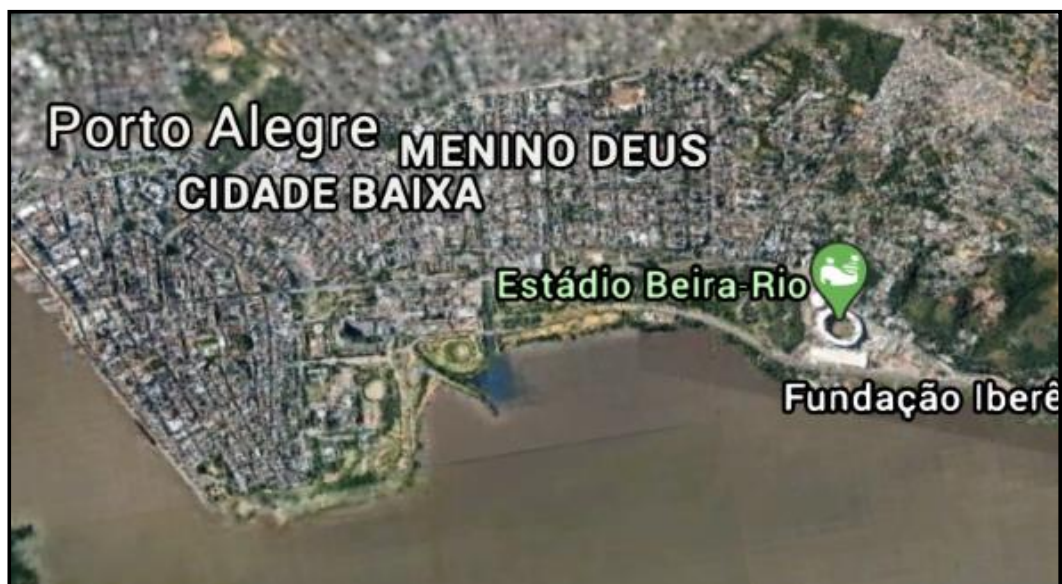 Porto Alegre
MENINO DEUS
CIDADE BAIXA
Estádio Beira-Rio
Fundação Iberê